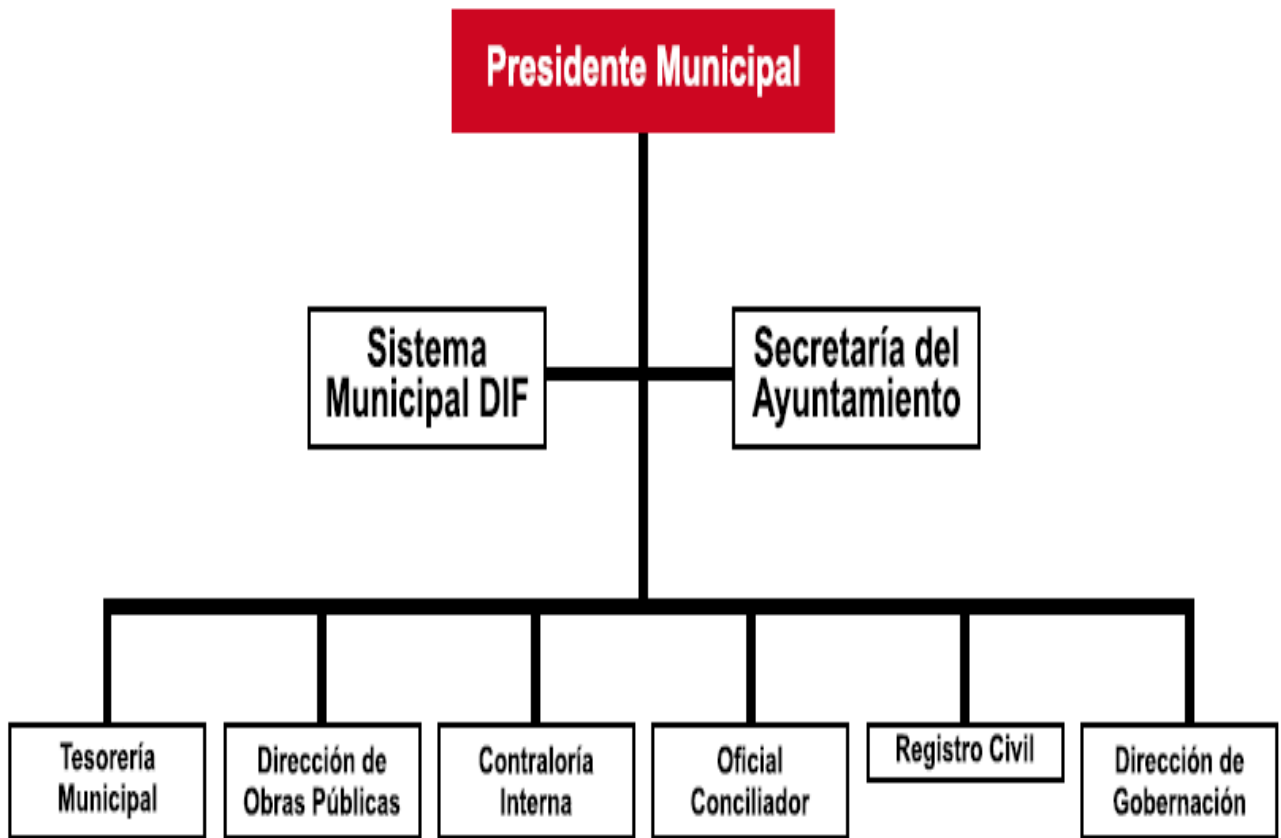 Presidente Municipal
Sistema
Municipal DIF
Secretaría del
Ayuntamiento
Tesorería
Municipal
Dirección de
Obras Públicas
Contraloría
Interna
Oficial
Conciliador
Registro Civil
Dirección de
Gobernación